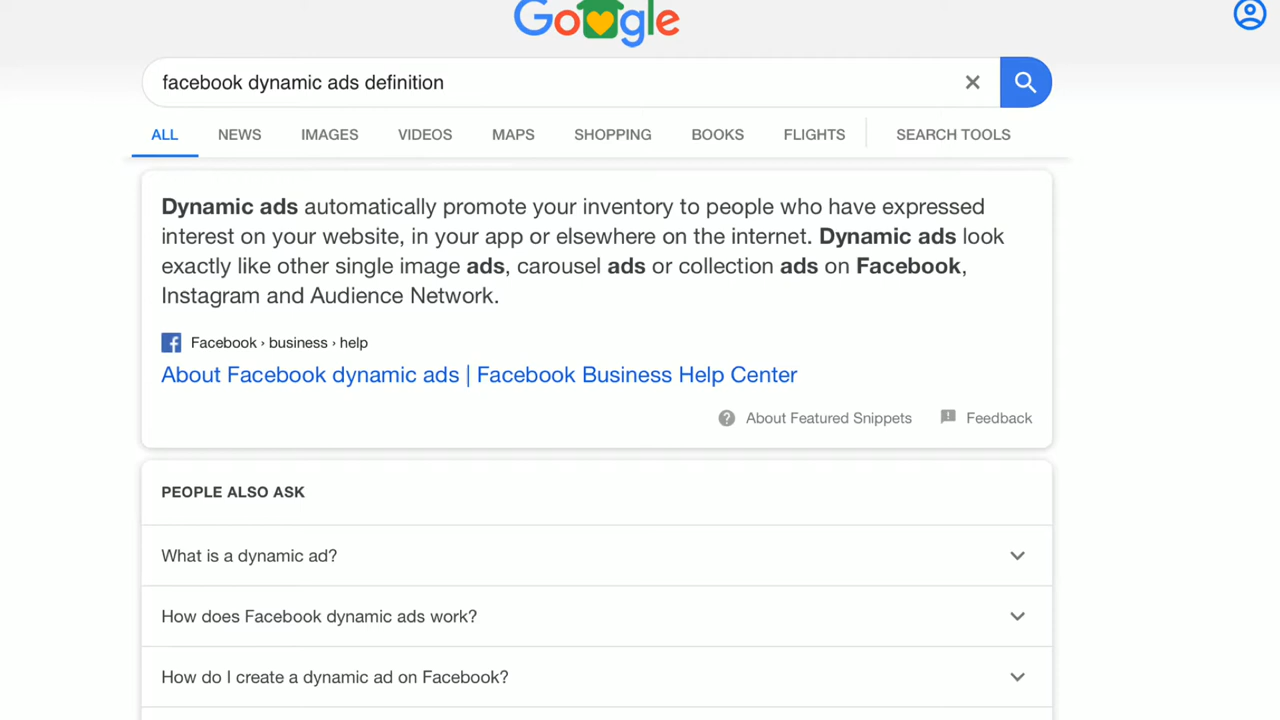 Google
facebook dynamic ads definition
ALL NEWS IMAGES VIDEOS MAPS SHOPPING BOOKS FLIGHTS SEARCH TOOLS
Dynamic ads automatically promote your inventory to people who have expressed
interest on your website, in your app or elsewhere on the internet. Dynamic ads look
exactly like other single image ads, carousel ads or collection ads on Facebook,
Instagram and Audience Network.
Facebook › business › help
About Facebook dynamic ads | Facebook Business Help Center
About Featured Snippets Feedback
PEOPLE ALSO ASK
What is a dynamic ad?
How does Facebook dynamic ads work?
How do I create a dynamic ad on Facebook?